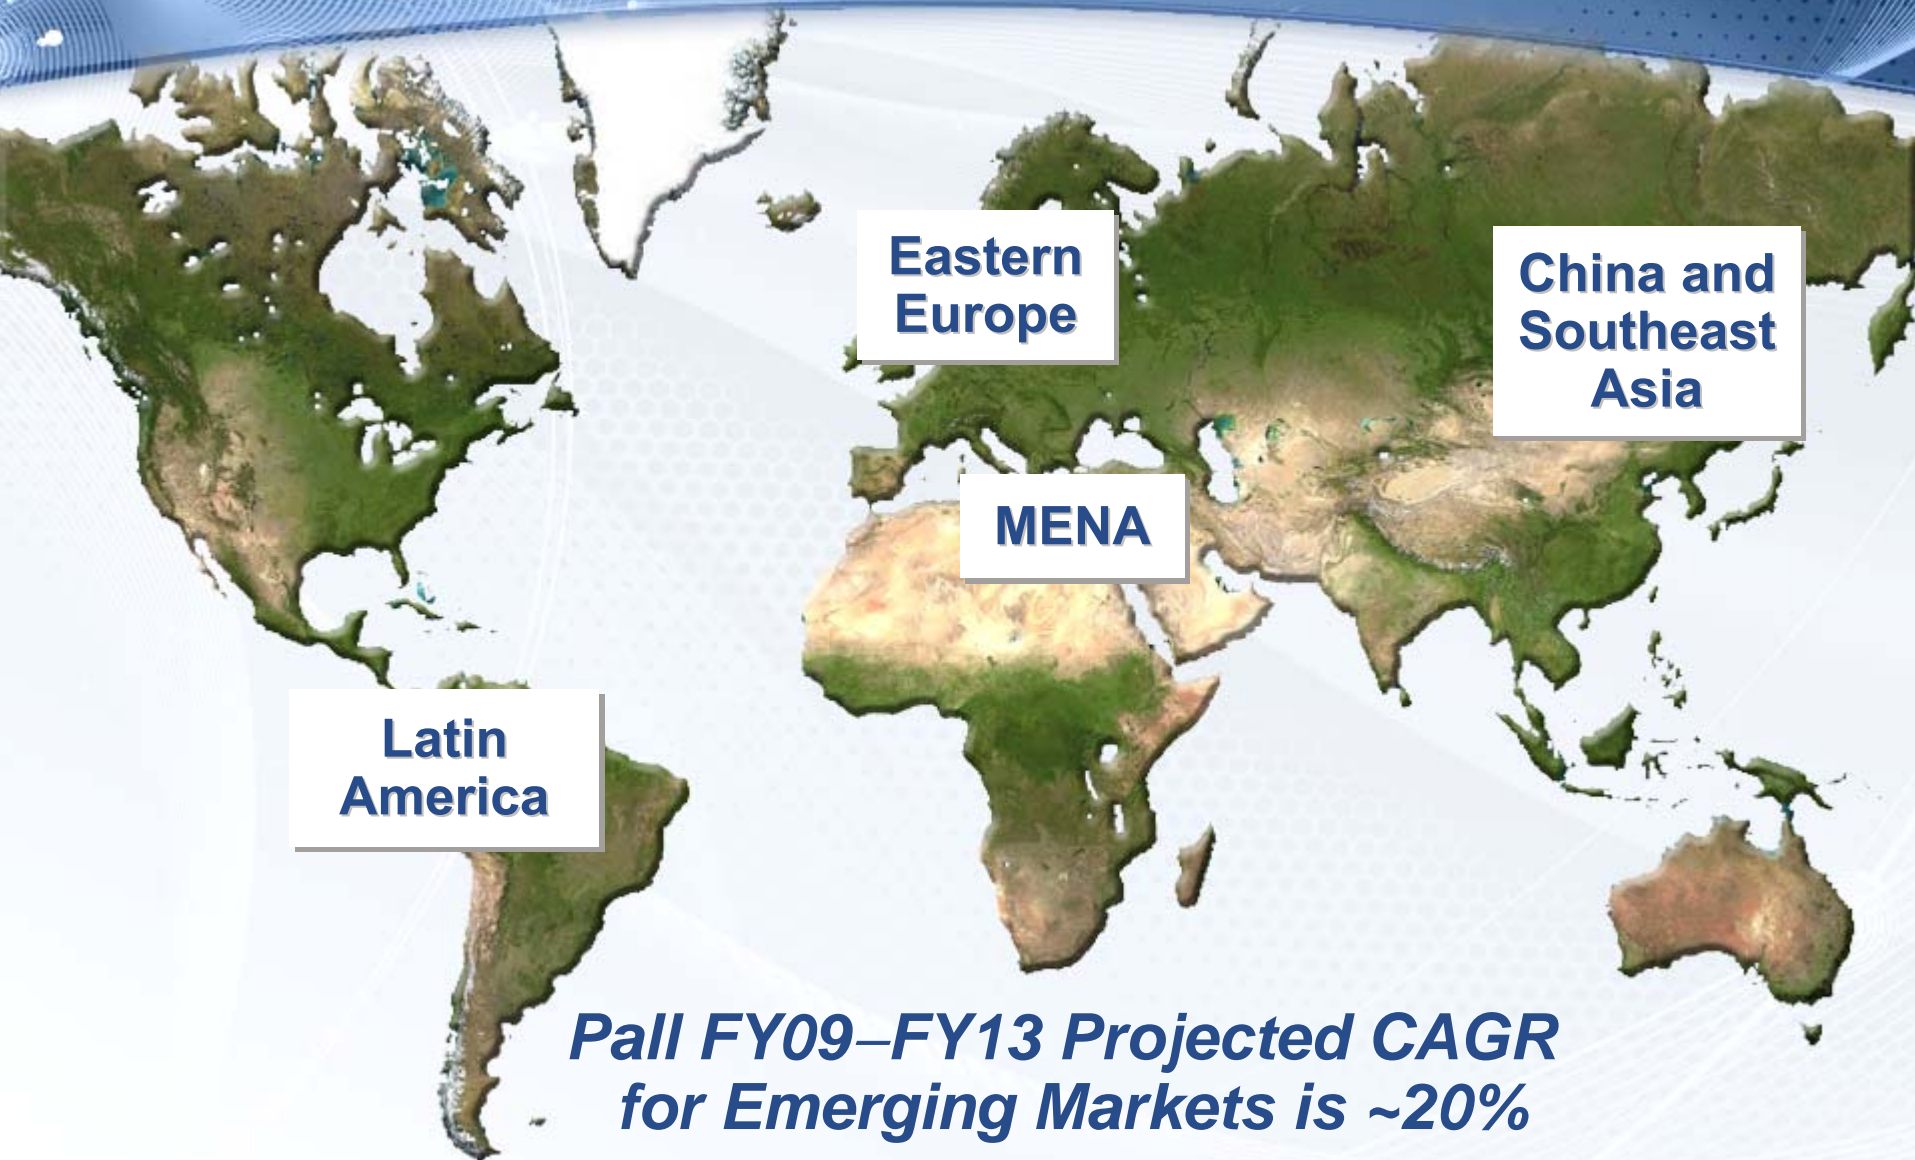 Eastern
Europe
China and
Southeast
Asia
MENA
Latin
America
Pall FY09–FY13 Projected CAGR
for Emerging Markets is ~20%